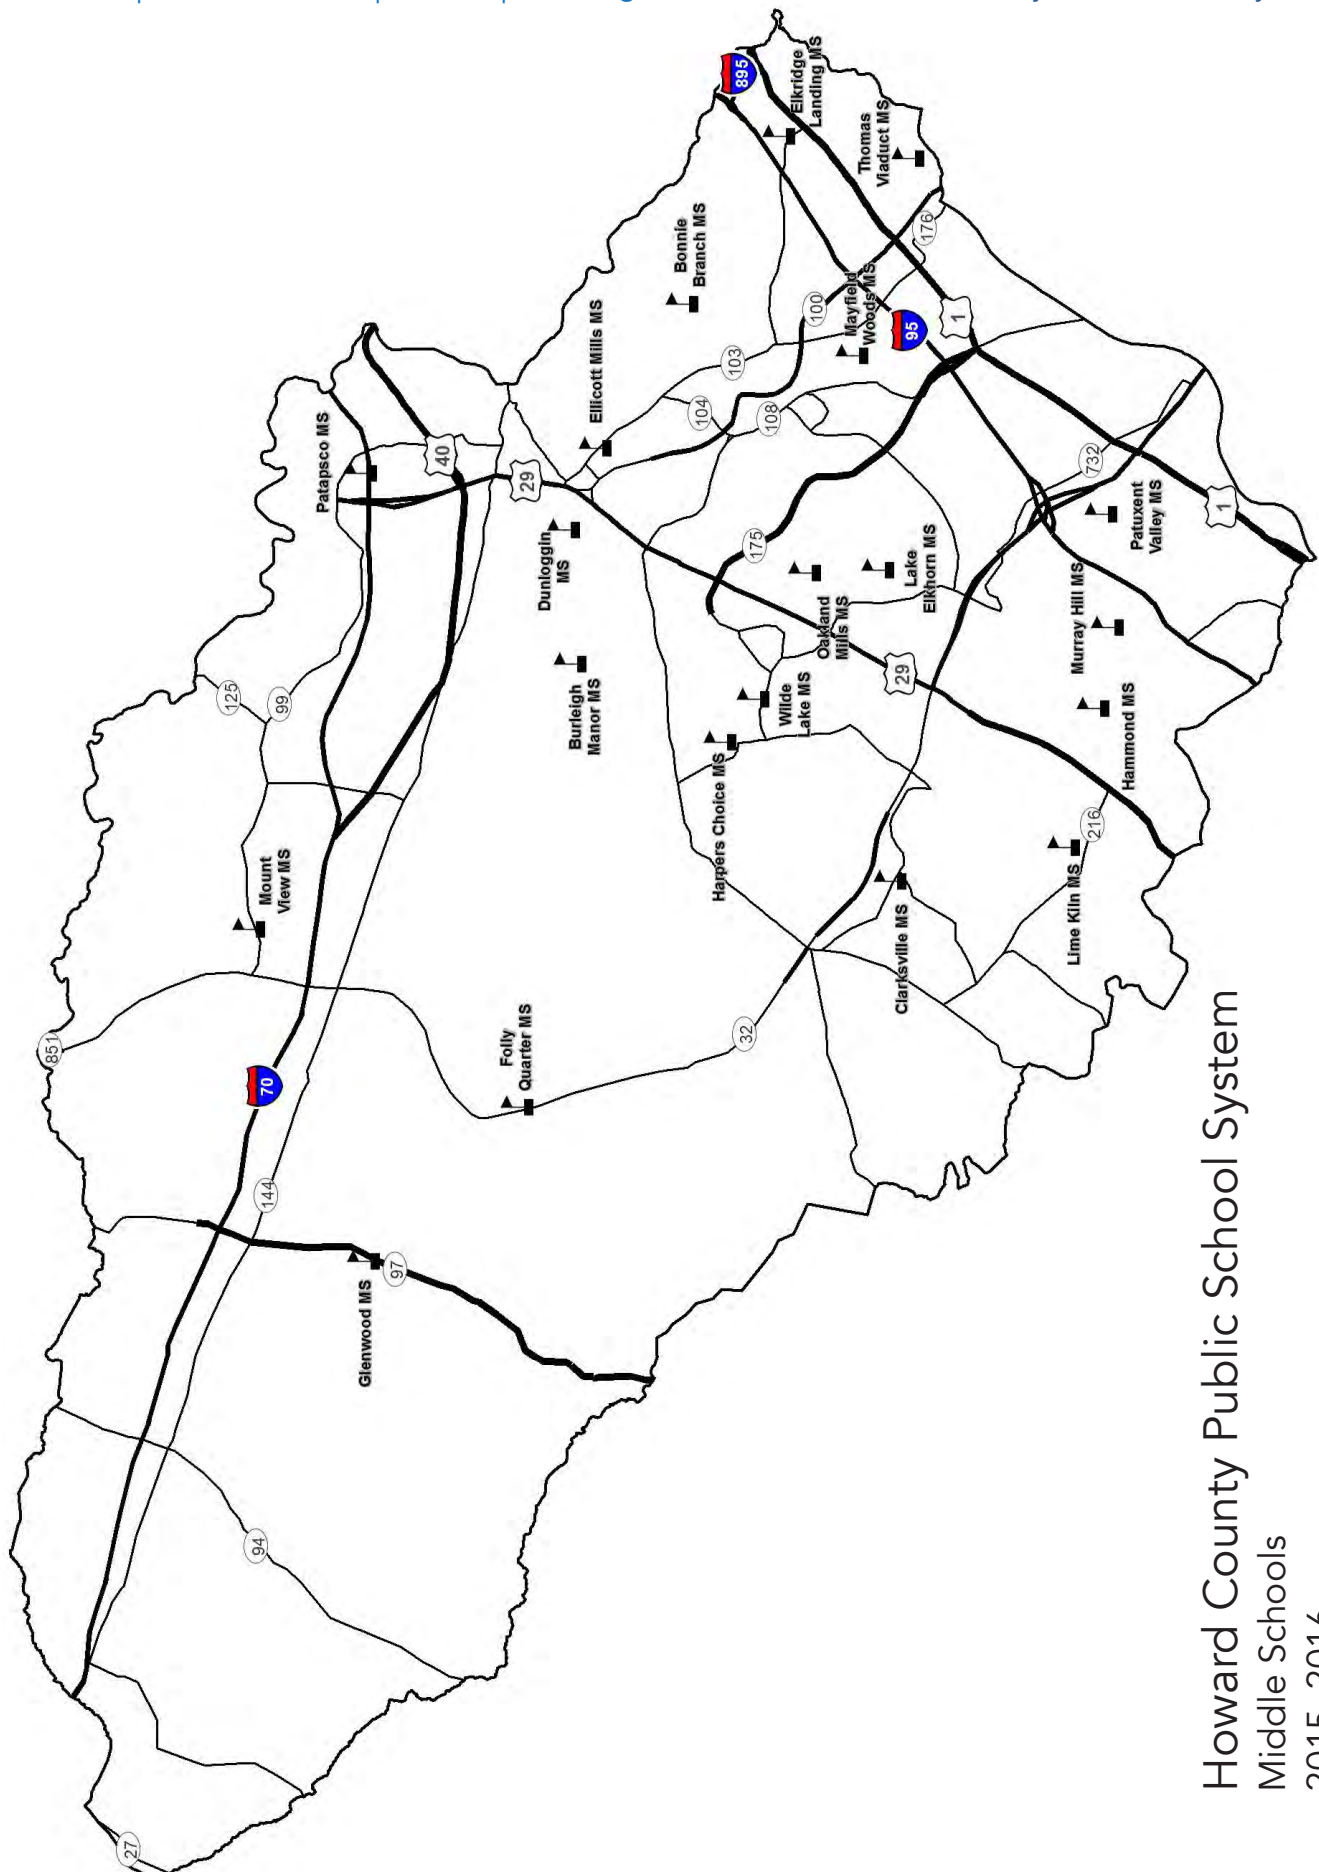 Howard County Public School System
Middle Schools
27
94
144
70
97
Glenwood MS
851
32
Folly
Quarter MS
Mount
View MS
125
99
Patapsco MS
40
29
Burleigh
Manor MS
Dunloggin
MS
Ellicott Mills MS
Bonnie
Branch MS
895
Elkridge
Landing MS
Thomas
Viaduct MS
176
103
100
104
108
Mayfield
Woods MS
95
1
175
Harpers Choice MS
Wilde
Lake MS
Oakland
Mills MS
Lake
Elkhorn MS
29
732
Clarksville MS
Lime Kiln MS
216
Hammond MS
Murray Hill MS
Patuxent
Valley MS
1